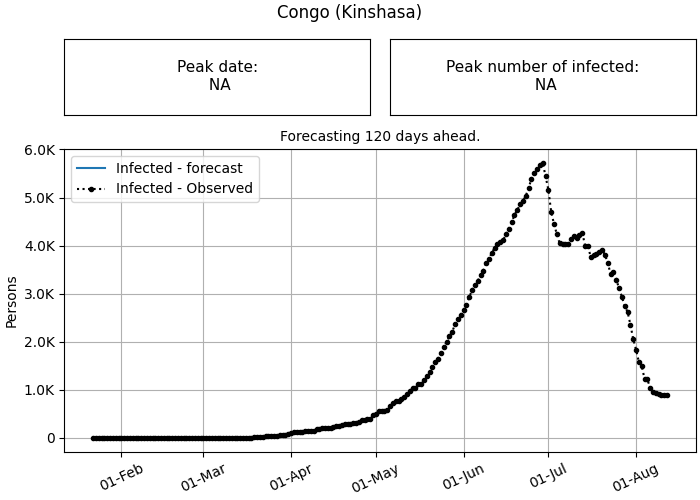 Congo (Kinshasa)
Peak date:
NA
Peak number of infected:
NA
Forecasting 120 days ahead.
Infected - forecast
Infected - Observed
Persons
6.0K
5.0K
4.0K
3.0K
2.0K
1.0K
0
01-Feb
01-Mar
01-Apr
01-May
01-Jun
01-Jul
01-Aug